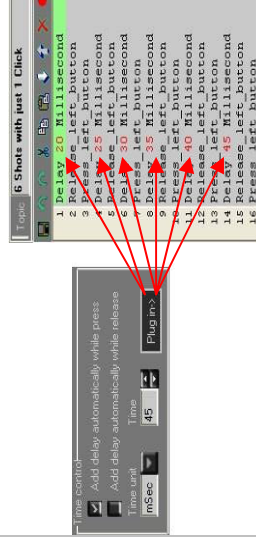 Time control
Add delay automatically while press
Add delay automatically while release
Time unit
Time
mSec
45
Plug in->
Topic
6 Shots with just 1 Click
1 Delay 20 Millisecond
2 Release_left_button
3 Press_left_button
4 Delay 25 Millisecond
5 Release_left_button
6 Delay 30 Millisecond
7 Press_left_button
8 Delay 35 Millisecond
9 Release_left_button
10 Press_left_button
11 Delay 40 Millisecond
12 Release_left_button
13 Press_left_button
14 Delay 45 Millisecond
15 Release_left_button
16 Press_left_button